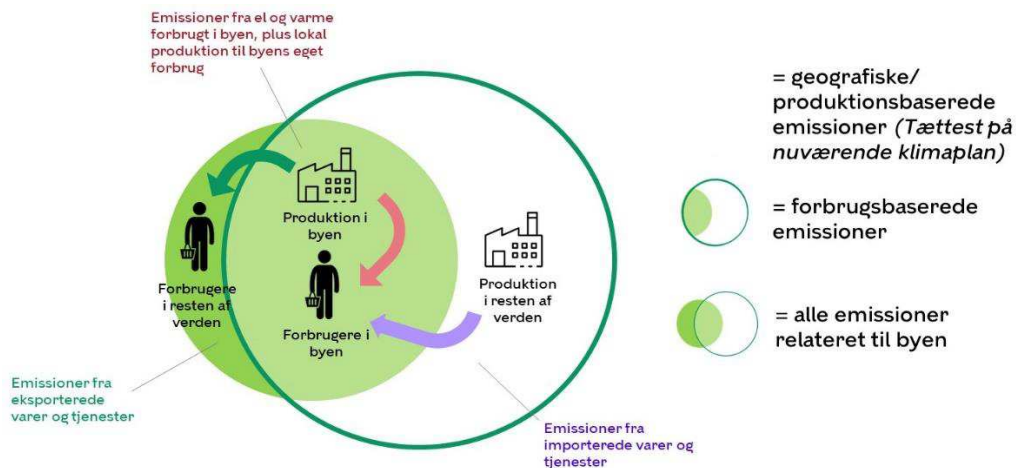 Emissioner fra el og varme
forbrugt i byen, plus lokal
produktion til byens eget
forbrug
Produktion i
byen
Forbrugere
i resten af
verden
Forbrugere i
byen
Produktion
i resten af
verden
Emissioner fra
eksporterede
varer og tjenester
Emissioner fra
importerede varer og
tjenester
= geografiske/
produktionsbaserede
emissioner (Tættest på
nuværende klimaplan)
= forbrugsbaserede
emissioner
= alle emissioner
relateret til byen